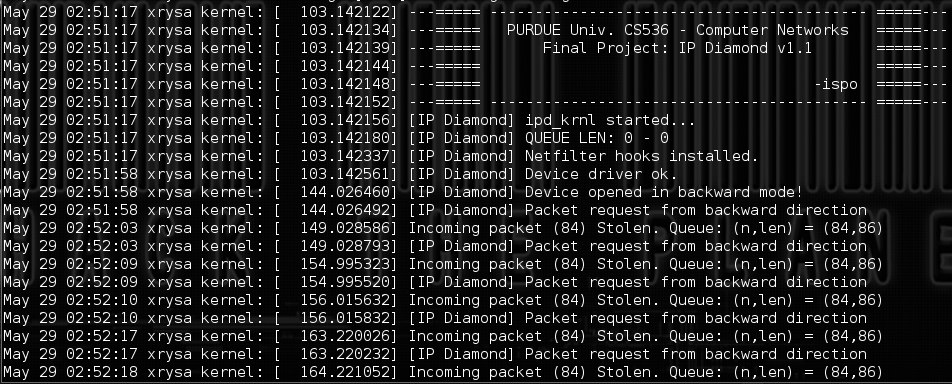 May 29 02:51:17 xrysa kernel: [  103.142122] ---===== ---------------------------------------- =====---
May 29 02:51:17 xrysa kernel: [  103.142134] ---=====   PURDUE Univ. CS536 - Computer Networks   =====---
May 29 02:51:17 xrysa kernel: [  103.142139] ---=====       Final Project: IP Diamond v1.1       =====---
May 29 02:51:17 xrysa kernel: [  103.142144] ---=====                                            =====---
May 29 02:51:17 xrysa kernel: [  103.142148] ---=====                                     -ispo  =====---
May 29 02:51:17 xrysa kernel: [  103.142152] ---===== ---------------------------------------- =====---
May 29 02:51:17 xrysa kernel: [  103.142156] [IP Diamond] ipd_krnl started...
May 29 02:51:17 xrysa kernel: [  103.142180] [IP Diamond] QUEUE LEN: 0 - 0
May 29 02:51:17 xrysa kernel: [  103.142337] [IP Diamond] Netfilter hooks installed.
May 29 02:51:58 xrysa kernel: [  103.142561] [IP Diamond] Device driver ok.
May 29 02:51:58 xrysa kernel: [  144.026460] [IP Diamond] Device opened in backward mode!
May 29 02:51:58 xrysa kernel: [  144.026492] [IP Diamond] Packet request from backward direction
May 29 02:52:03 xrysa kernel: [  149.028586] Incoming packet (84) Stolen. Queue: (n,len) = (84,86)
May 29 02:52:03 xrysa kernel: [  149.028793] [IP Diamond] Packet request from backward direction
May 29 02:52:09 xrysa kernel: [  154.995323] Incoming packet (84) Stolen. Queue: (n,len) = (84,86)
May 29 02:52:09 xrysa kernel: [  154.995520] [IP Diamond] Packet request from backward direction
May 29 02:52:10 xrysa kernel: [  156.015632] Incoming packet (84) Stolen. Queue: (n,len) = (84,86)
May 29 02:52:10 xrysa kernel: [  156.015832] [IP Diamond] Packet request from backward direction
May 29 02:52:17 xrysa kernel: [  163.220026] Incoming packet (84) Stolen. Queue: (n,len) = (84,86)
May 29 02:52:17 xrysa kernel: [  163.220232] [IP Diamond] Packet request from backward direction
May 29 02:52:18 xrysa kernel: [  164.221052] Incoming packet (84) Stolen. Queue: (n,len) = (84,86)